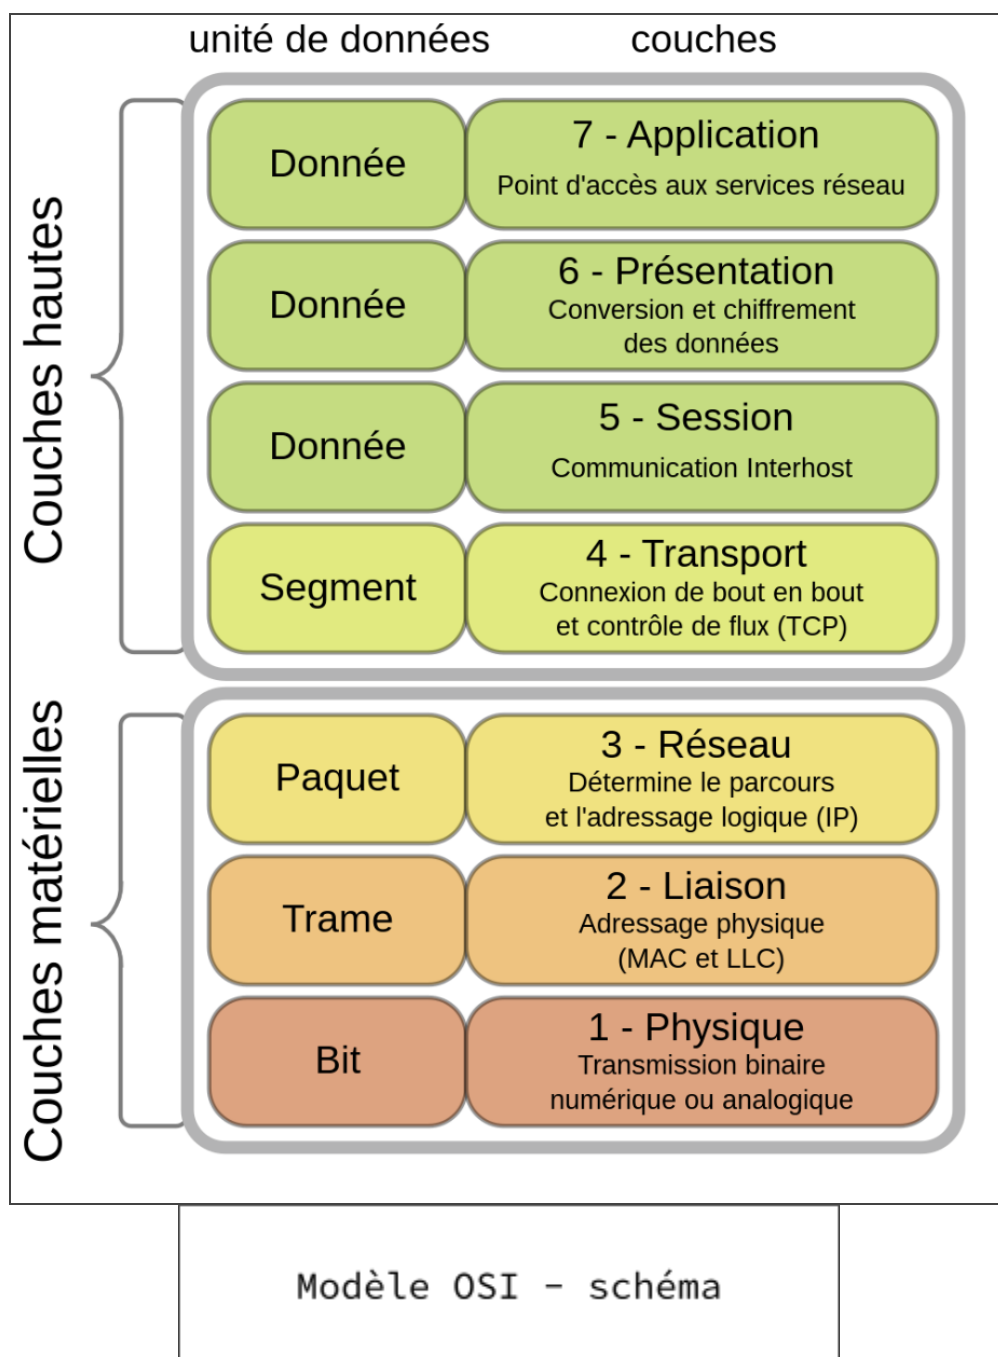 unité de données couches
Couches hautes
Donnée
7 - Application
Point d'accès aux services réseau
Donnée
6 - Présentation
Conversion et chiffrement
des données
Donnée
5 - Session
Communication Interhost
Segment
4 - Transport
Connexion de bout en bout
et contrôle de flux (TCP)
Couches matérielles
Paquet
3 - Réseau
Détermine le parcours
et l'adressage logique (IP)
Trame
2 - Liaison
Adressage physique
(MAC et LLC)
Bit
1 - Physique
Transmission binaire
numérique ou analogique
Modèle OSI - schéma